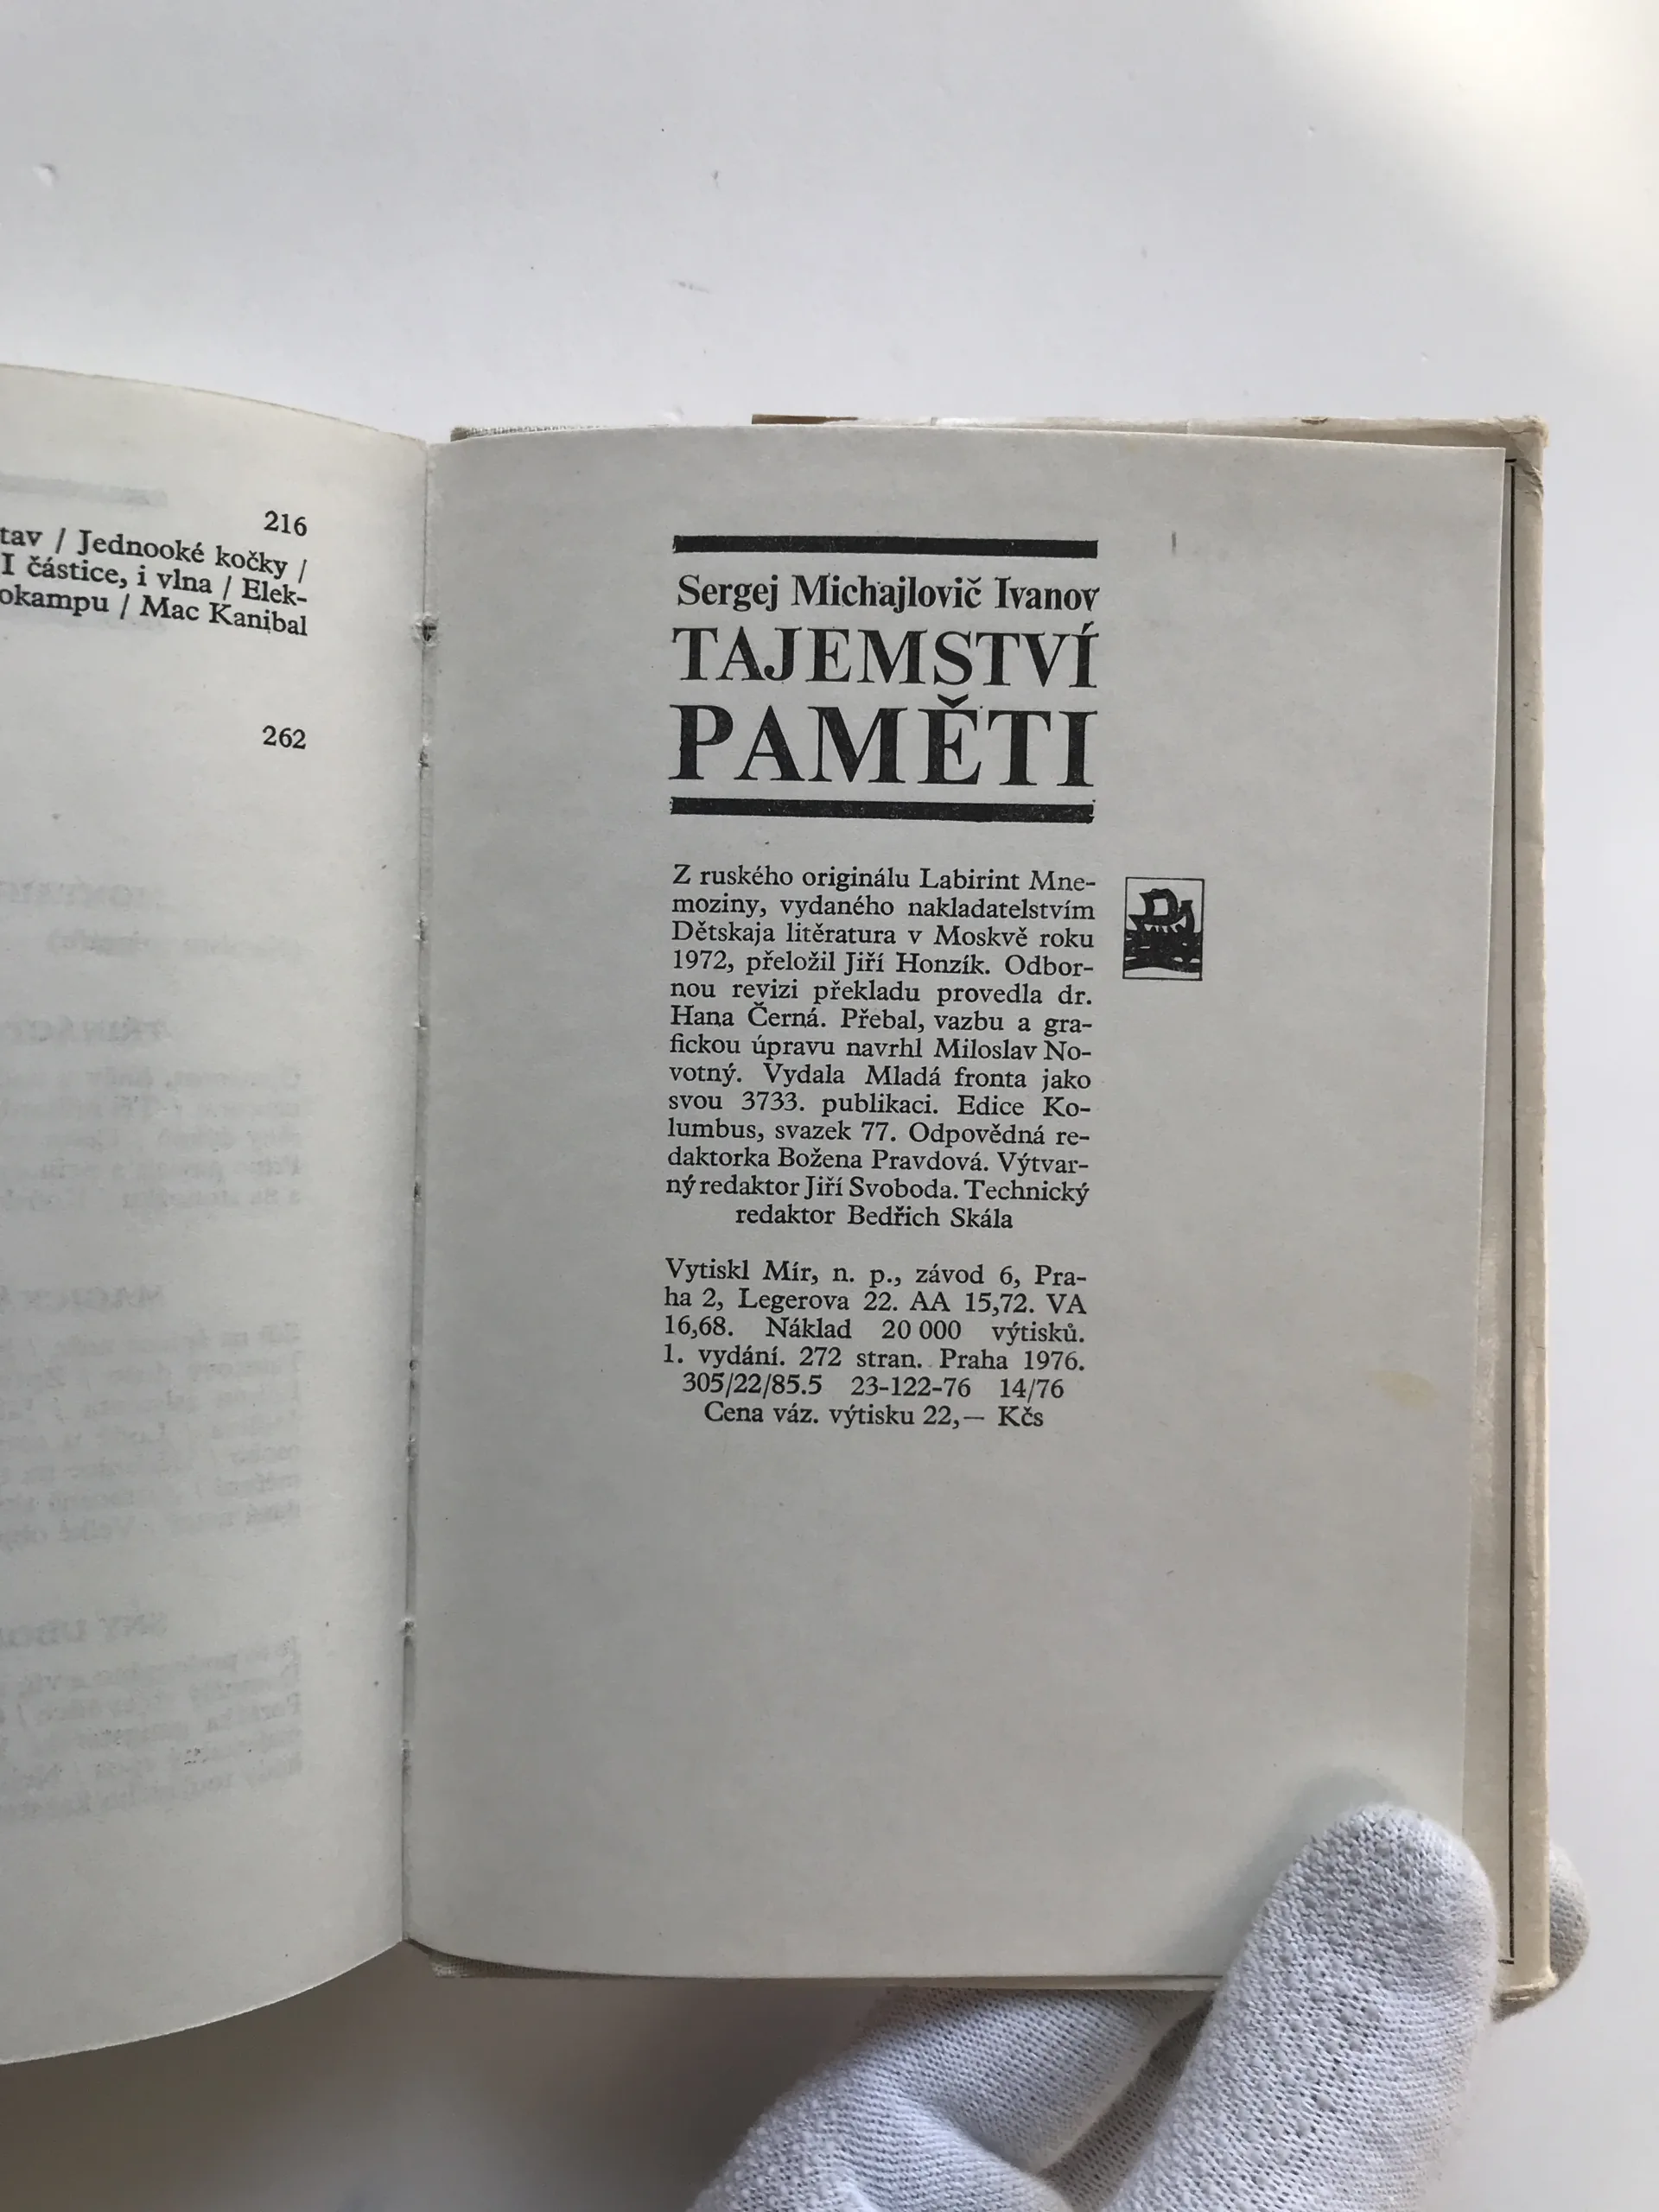 216
tav / Jednooké kočky /
I částice, i vlna / Elek-
okampu / Mac Kanibal
262
Sergej Michajlovič Ivanov
TAJEMSTVÍ
PAMĚTI
Z ruského originálu Labirint Mne-
moziny, vydaného nakladatelstvím
Dětskaja litěratura v Moskvě roku
1972, přeložil Jiří Honzík. Odbor-
nou revizi překladu provedla dr.
Hana Černá. Přebal, vazbu a gra-
fickou úpravu navrhl Miloslav No-
votný. Vydala Mladá fronta jako
svou 3733. publikaci. Edice Ko-
lumbus, svazek 77. Odpovědná re-
daktorka Božena Pravdová. Výtvar-
ný redaktor Jiří Svoboda. Technický
redaktor Bedřich Skála
Vytiskl Mír, n. p., závod 6, Pra-
ha 2, Legerova 22. AA 15,72. VA
16,68. Náklad 20 000 výtisků.
1. vydání. 272 stran. Praha 1976.
305/22/85.5 23-122-76 14/76
Cena váz. výtisku 22,— Kčs